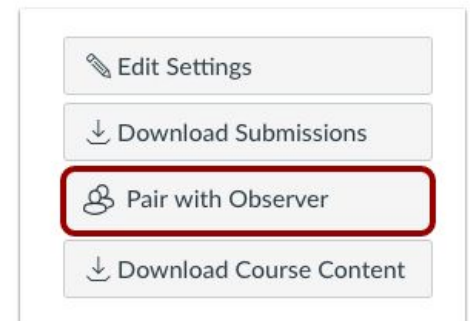 Edit Settings
Download Submissions
Pair with Observer
Download Course Content